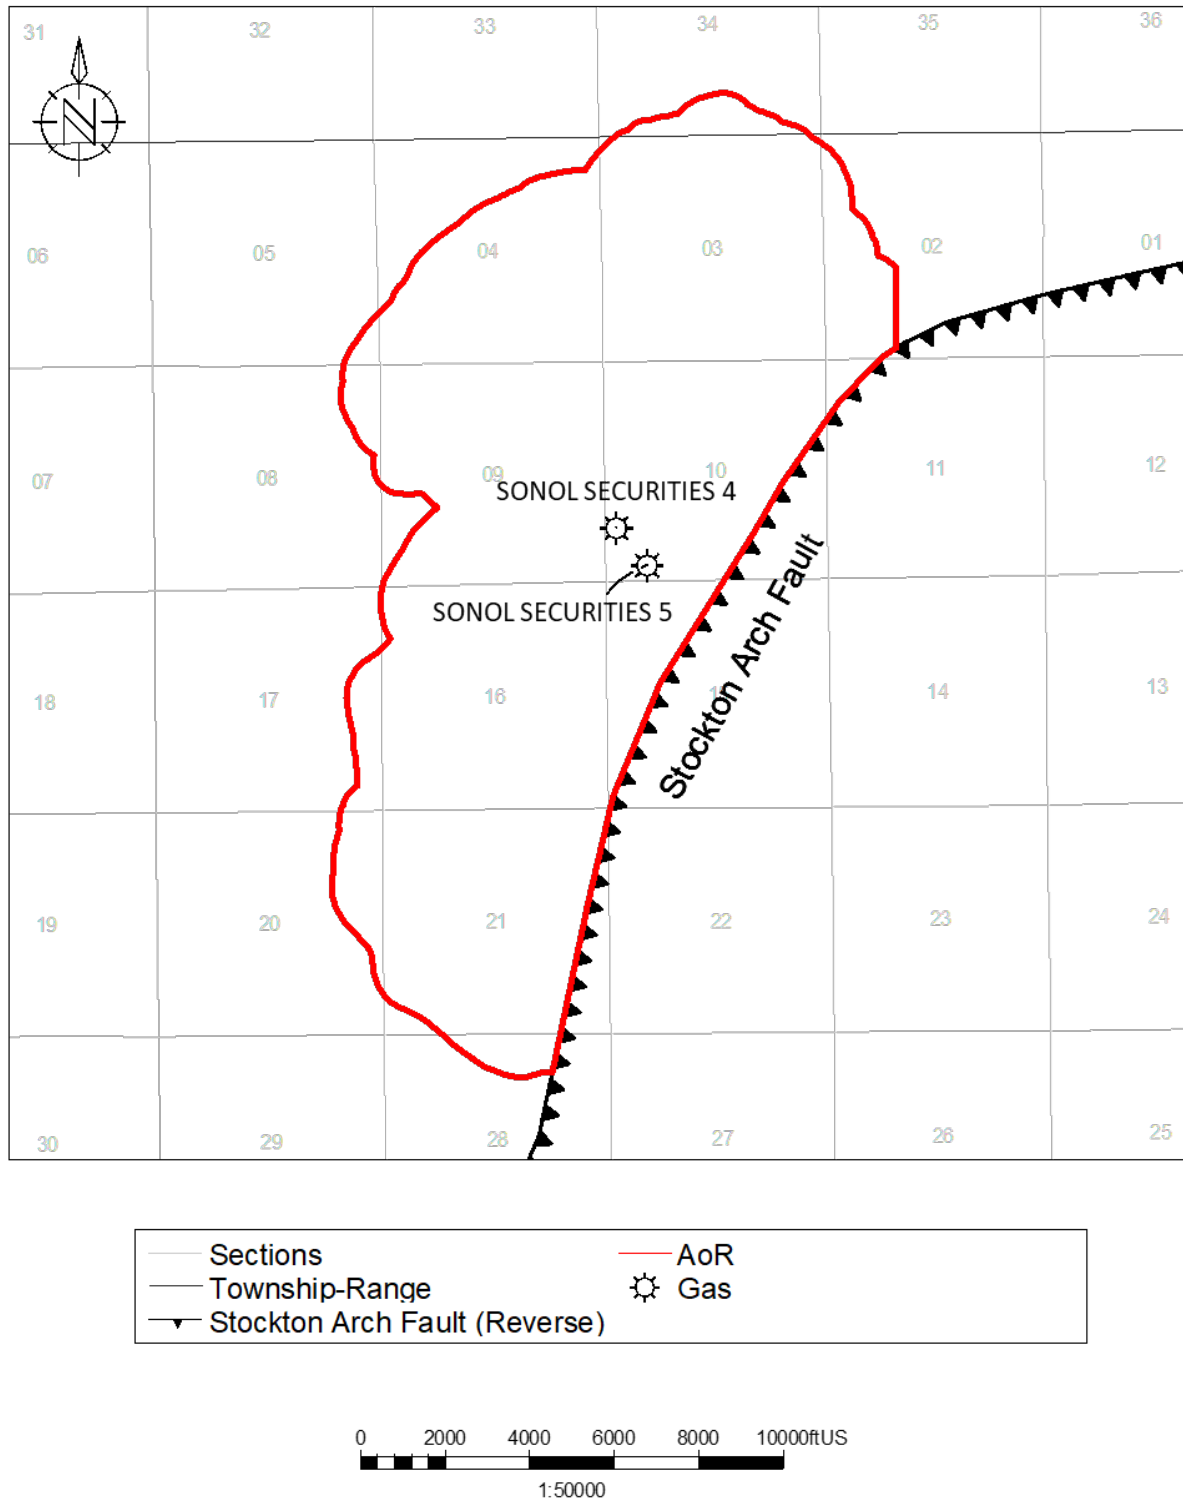 31 32 33 34 35 36
N
06 05 04 03 02 01
07 08 09 10 11 12
SONOL SECURITIES 4
SONOL SECURITIES 5
Stockton Arch Fault
18 17 16 14 13
19 20 21 22 23 24
30 29 28 27 26 25
Sections
Township-Range
Stockton Arch Fault (Reverse)
AoR
Gas
0 2000 4000 6000 8000 10000ftUS
1:50000